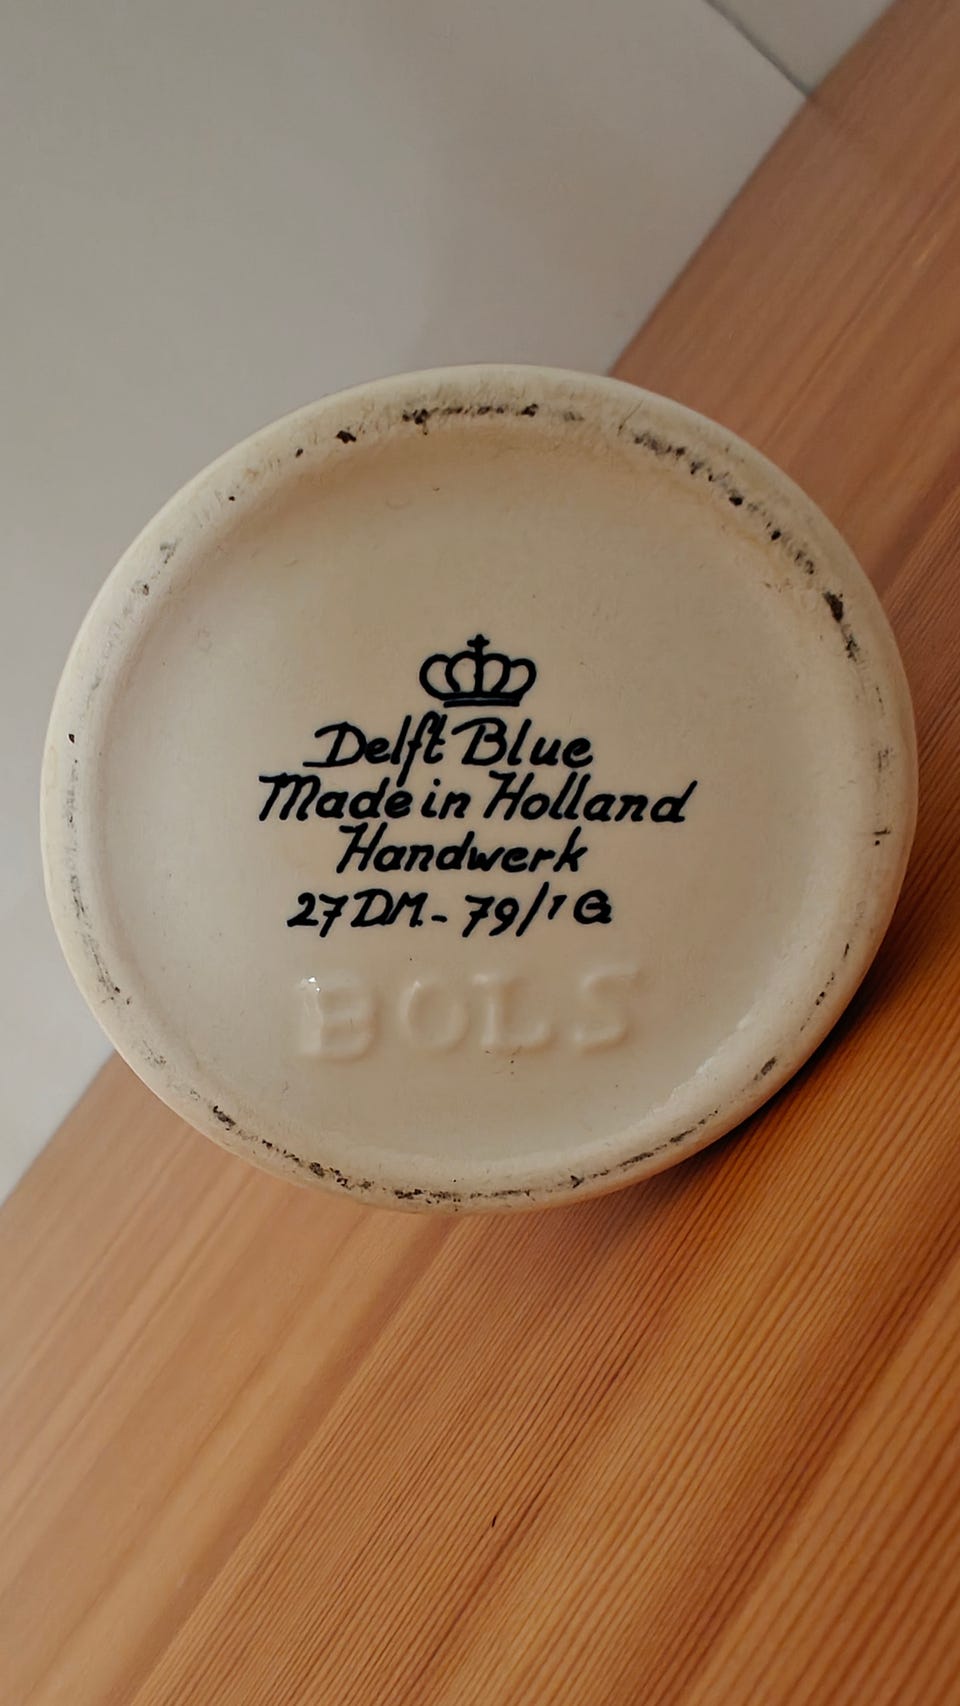 Delft Blue
Made in Holland
Handwerk
27 DM. - 79/1 G
BOLS